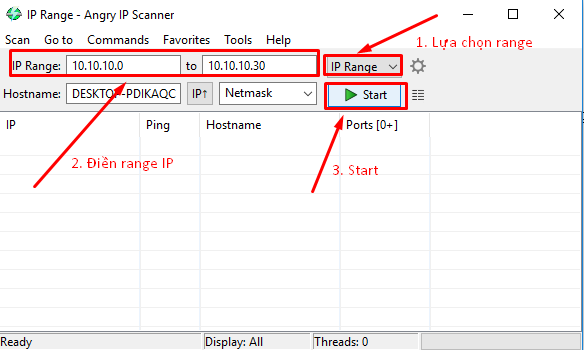 IP Range - Angry IP Scanner
Scan Go to Commands Favorites Tools Help
1. Lựa chọn range
IP Range: 10.10.10.0 to 10.10.10.30 IP Range
Hostname: DESKTOP-PDIKAQC IP↑ Netmask Start
IP Ping Hostname Ports [0+]
2. Điền range IP
3. Start
Ready Display: All Threads: 0